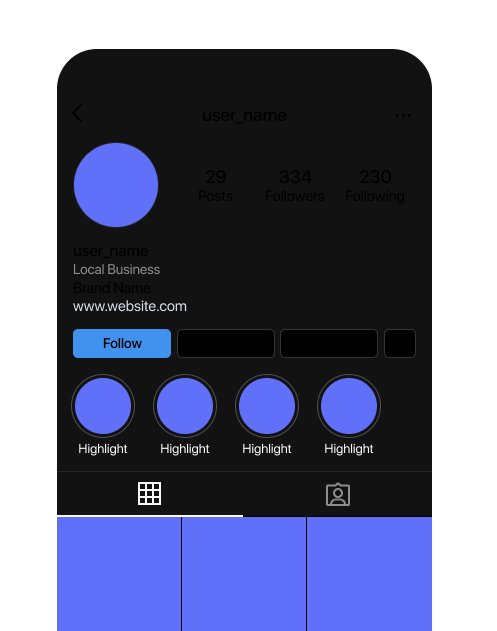 user_name
29 334 230
Posts Followers Following
user_name
Local Business
Brand Name
www.website.com
Follow
Highlight Highlight Highlight Highlight